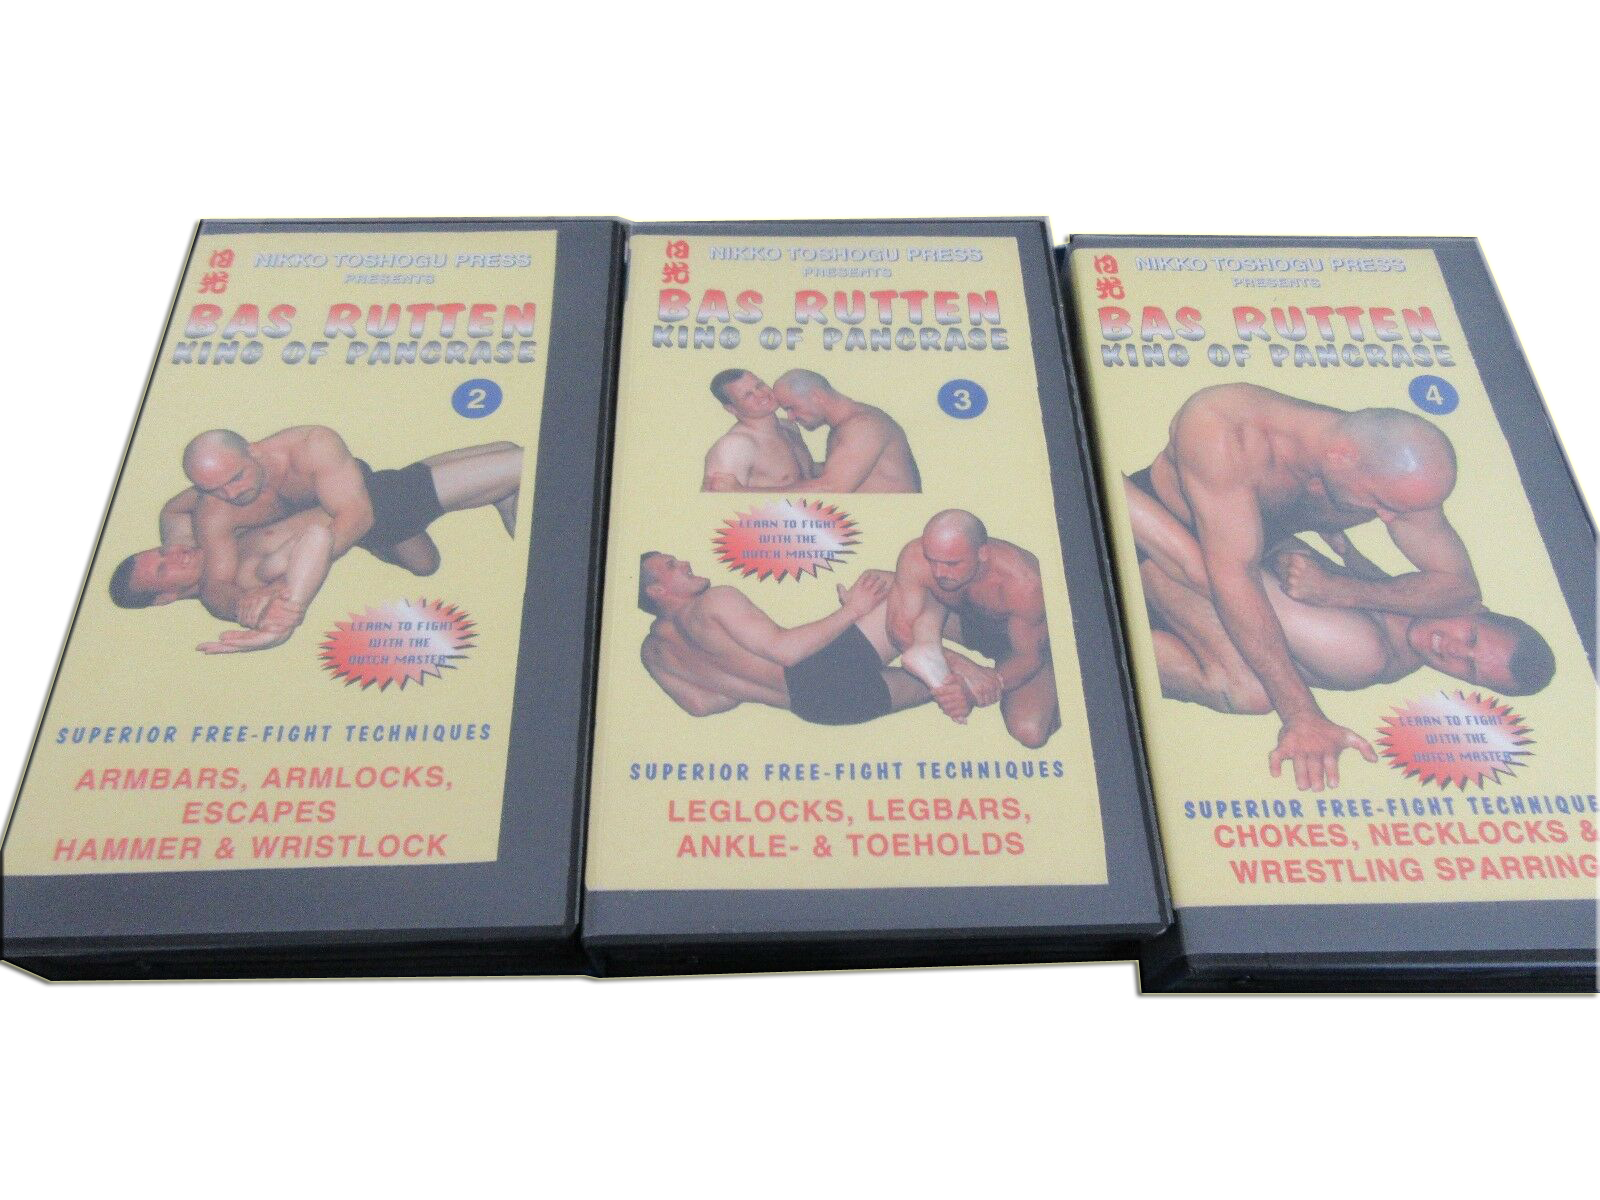 日光
NIKKO TOSHOGU PRESS
PRESENTS
BAS RUTTEN
KING OF PANCRASE
2
LEARN TO FIGHT
WITH THE
DUTCH MASTER
SUPERIOR FREE-FIGHT TECHNIQUES
ARMBARS, ARMLOCKS,
ESCAPES
HAMMER & WRISTLOCK
日光
NIKKO TOSHOGU PRESS
PRESENTS
BAS RUTTEN
KING OF PANCRASE
3
LEARN TO FIGHT
WITH THE
DUTCH MASTER
SUPERIOR FREE-FIGHT TECHNIQUES
LEGLOCKS, LEGBARS,
ANKLE- & TOEHOLDS
日光
NIKKO TOSHOGU PRESS
PRESENTS
BAS RUTTEN
KING OF PANCRASE
4
LEARN TO FIGHT
WITH THE
DUTCH MASTER
SUPERIOR FREE-FIGHT TECHNIQUE
CHOKES, NECKLOCKS &
WRESTLING SPARRING